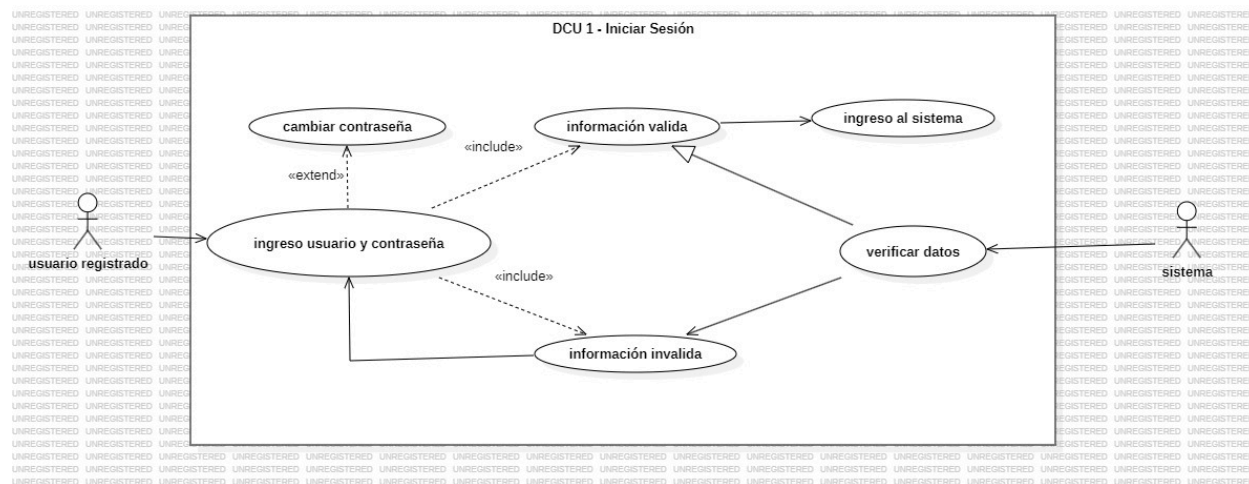 DCU 1 - Iniciar Sesión
cambiar contraseña
información valida
ingreso al sistema
«include»
«extend»
ingreso usuario y contraseña
verificar datos
usuario registrado
sistema
«include»
información invalida
UNREGISTERED